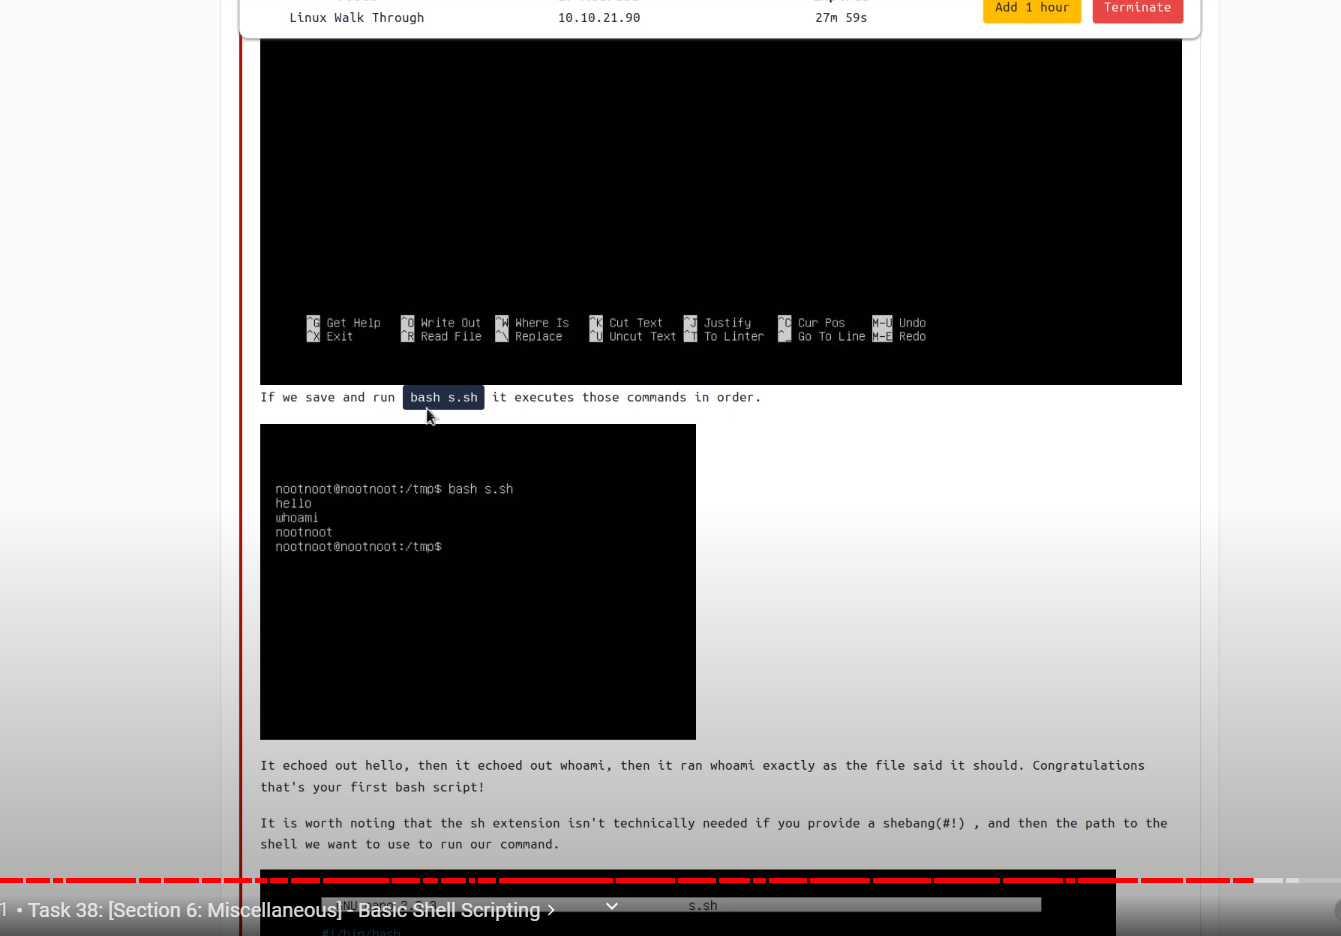 Linux Walk Through 10.10.21.90 27m 59s Add 1 hour Terminate
^G Get Help ^O Write Out ^W Where Is ^K Cut Text ^J Justify ^C Cur Pos M-U Undo
^X Exit ^R Read File ^\ Replace ^U Uncut Text ^T To Linter ^_ Go To Line M-E Redo
If we save and run bash s.sh it executes those commands in order.
nootnoot@nootnoot:/tmp$ bash s.sh
hello
whoami
nootnoot
nootnoot@nootnoot:/tmp$
It echoed out hello, then it echoed out whoami, then it ran whoami exactly as the file said it should. Congratulations
that's your first bash script!
It is worth noting that the sh extension isn't technically needed if you provide a shebang(#!) , and then the path to the
shell we want to use to run our command.
s.sh
1 • Task 38: [Section 6: Miscellaneous] - Basic Shell Scripting >
#!/bin/bash